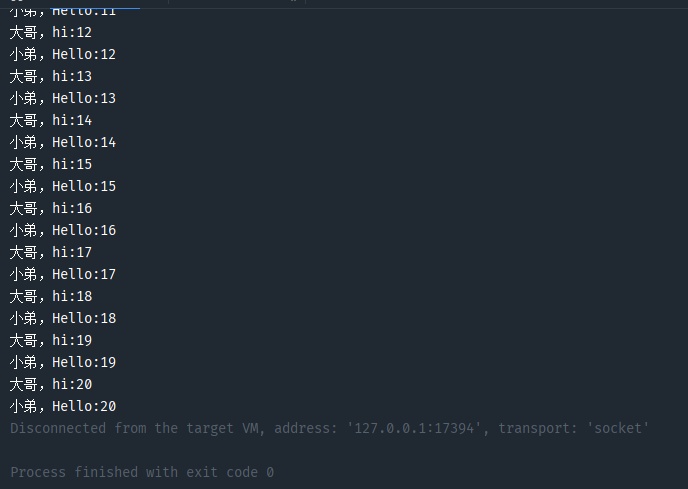 小弟，Hello:11
大哥，hi:12
小弟，Hello:12
大哥，hi:13
小弟，Hello:13
大哥，hi:14
小弟，Hello:14
大哥，hi:15
小弟，Hello:15
大哥，hi:16
小弟，Hello:16
大哥，hi:17
小弟，Hello:17
大哥，hi:18
小弟，Hello:18
大哥，hi:19
小弟，Hello:19
大哥，hi:20
小弟，Hello:20
Disconnected from the target VM, address: '127.0.0.1:17394', transport: 'socket'
Process finished with exit code 0